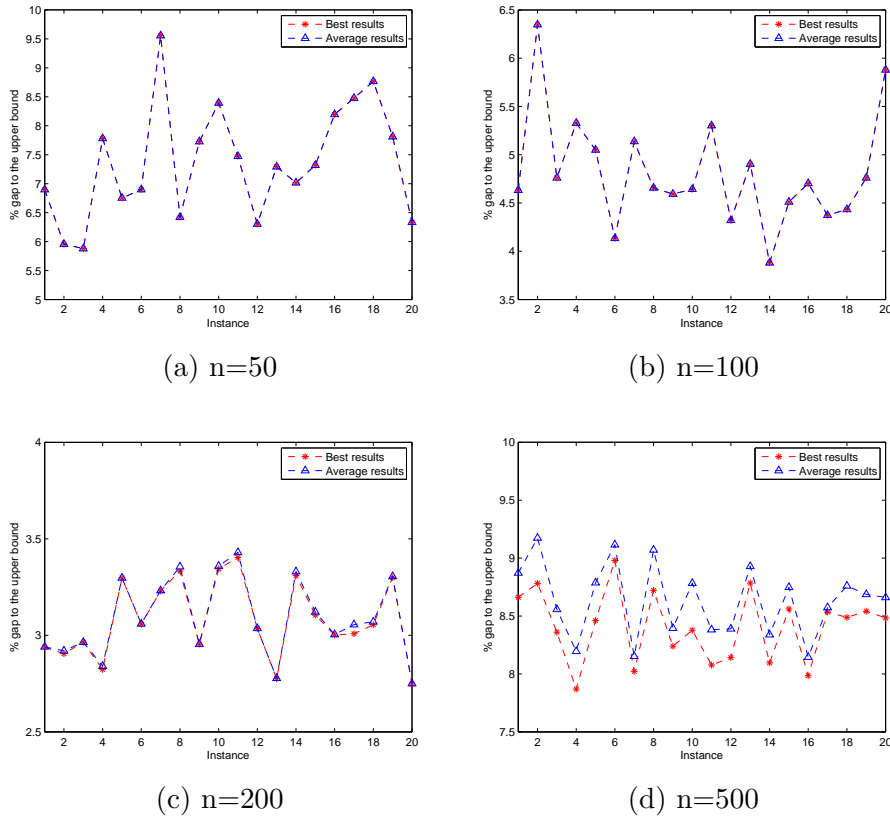 10
9.5
9
8.5
8
7.5
7
6.5
6
5.5
5
2 4 6 8 10 12 14 16 18 20
Instance
% gap to the upper bound
Best results
Average results
(a) n=50
6.5
6
5.5
5
4.5
4
3.5
2 4 6 8 10 12 14 16 18 20
Instance
% gap to the upper bound
Best results
Average results
(b) n=100
4
3.5
3
2.5
2 4 6 8 10 12 14 16 18 20
Instance
% gap to the upper bound
Best results
Average results
(c) n=200
10
9.5
9
8.5
8
7.5
2 4 6 8 10 12 14 16 18 20
Instance
% gap to the upper bound
Best results
Average results
(d) n=500